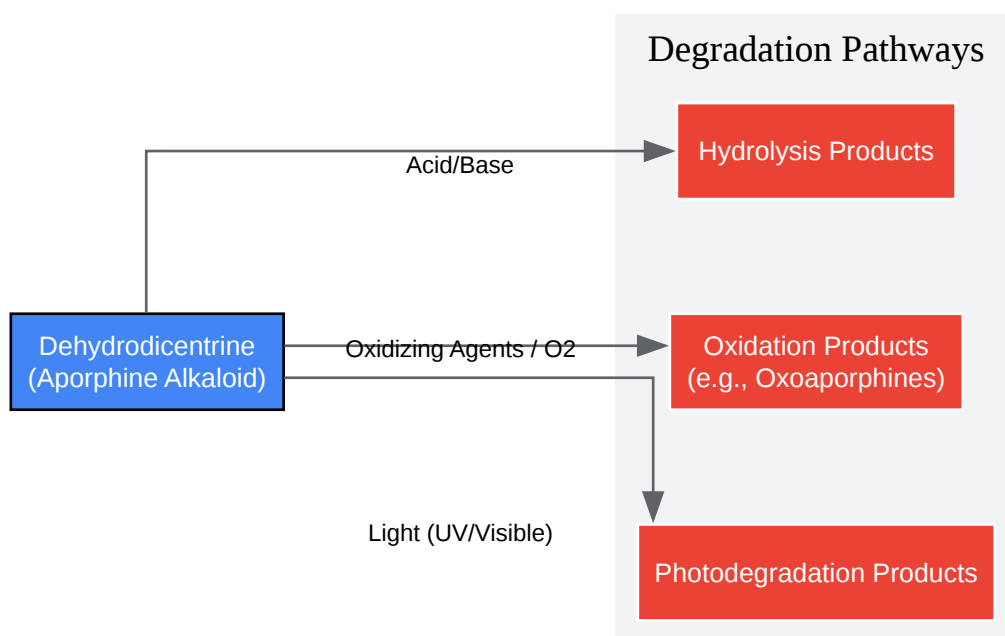 Degradation Pathways
Acid/Base
Hydrolysis Products
Dehydrodicentrine
(Aporphine Alkaloid)
Oxidizing Agents / O2
Oxidation Products
(e.g., Oxoaporphines)
Light (UV/Visible)
Photodegradation Products